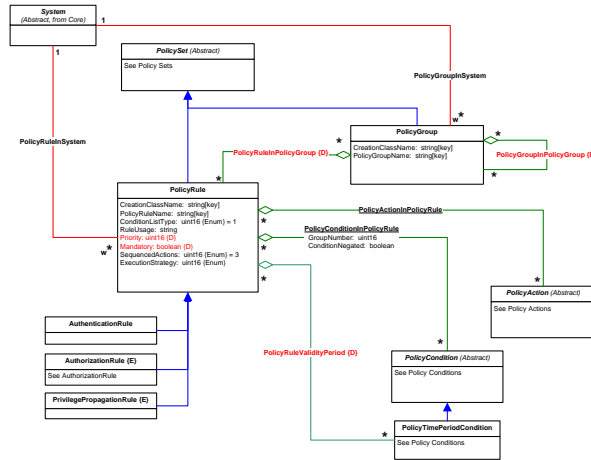 System
(Abstract, from Core)
1
1
PolicySet (Abstract)
See Policy Sets
PolicyGroupInSystem
PolicyRuleInSystem
w*
PolicyGroup
CreationClassName: string[key]
PolicyGroupName: string[key]
*
*
*
PolicyRuleInPolicyGroup {D}
PolicyGroupInPolicyGroup {
*
PolicyRule
CreationClassName: string[key]
PolicyRuleName: string[key]
ConditionListType: uint16 {Enum} = 1
RuleUsage: string
Priority: uint16 {D}
Mandatory: boolean {D}
SequencedActions: uint16 {Enum} = 3
ExecutionStrategy: uint16 {Enum}
w*
*
*
*
PolicyActionInPolicyRule
PolicyConditionInPolicyRule
GroupNumber: uint16
ConditionNegated: boolean
*
PolicyAction (Abstract)
See Policy Actions
AuthenticationRule
AuthorizationRule {E}
See AuthorizationRule
PrivilegePropagationRule {E}
PolicyRuleValidityPeriod {D}
*
PolicyCondition (Abstract)
See Policy Conditions
*
PolicyTimePeriodCondition
See Policy Conditions